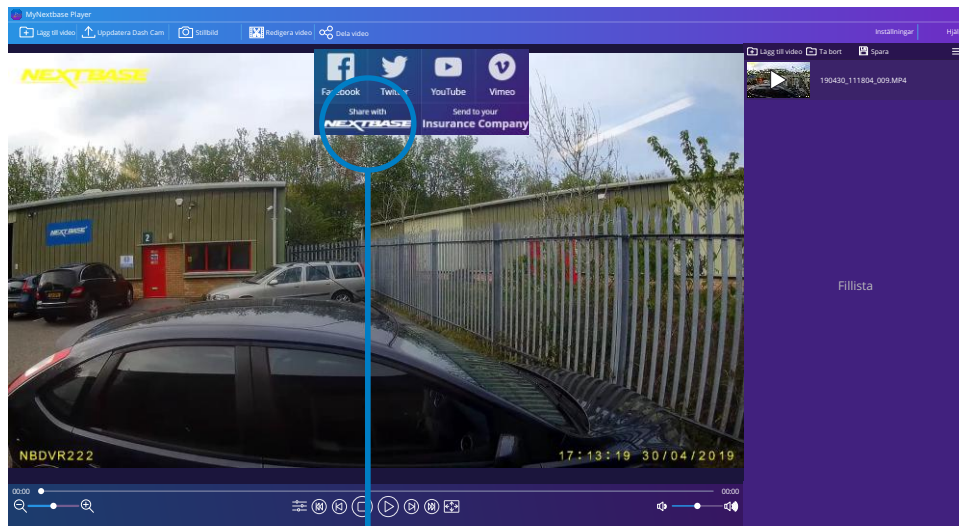 MyNextbase Player
Lägg till video Uppdatera Dash Cam Stillbild Redigera video Dela video Inställningar Hjäl
Lägg till video Ta bort Spara
Facebook Twitter YouTube Vimeo
Share with Send to your
NEXTBASE Insurance Company
NEXTBASE
190430_111804_009.MP4
NEXTBASE
2
Fillista
NBDVR222 17:13:19 30/04/2019
00:00 00:00